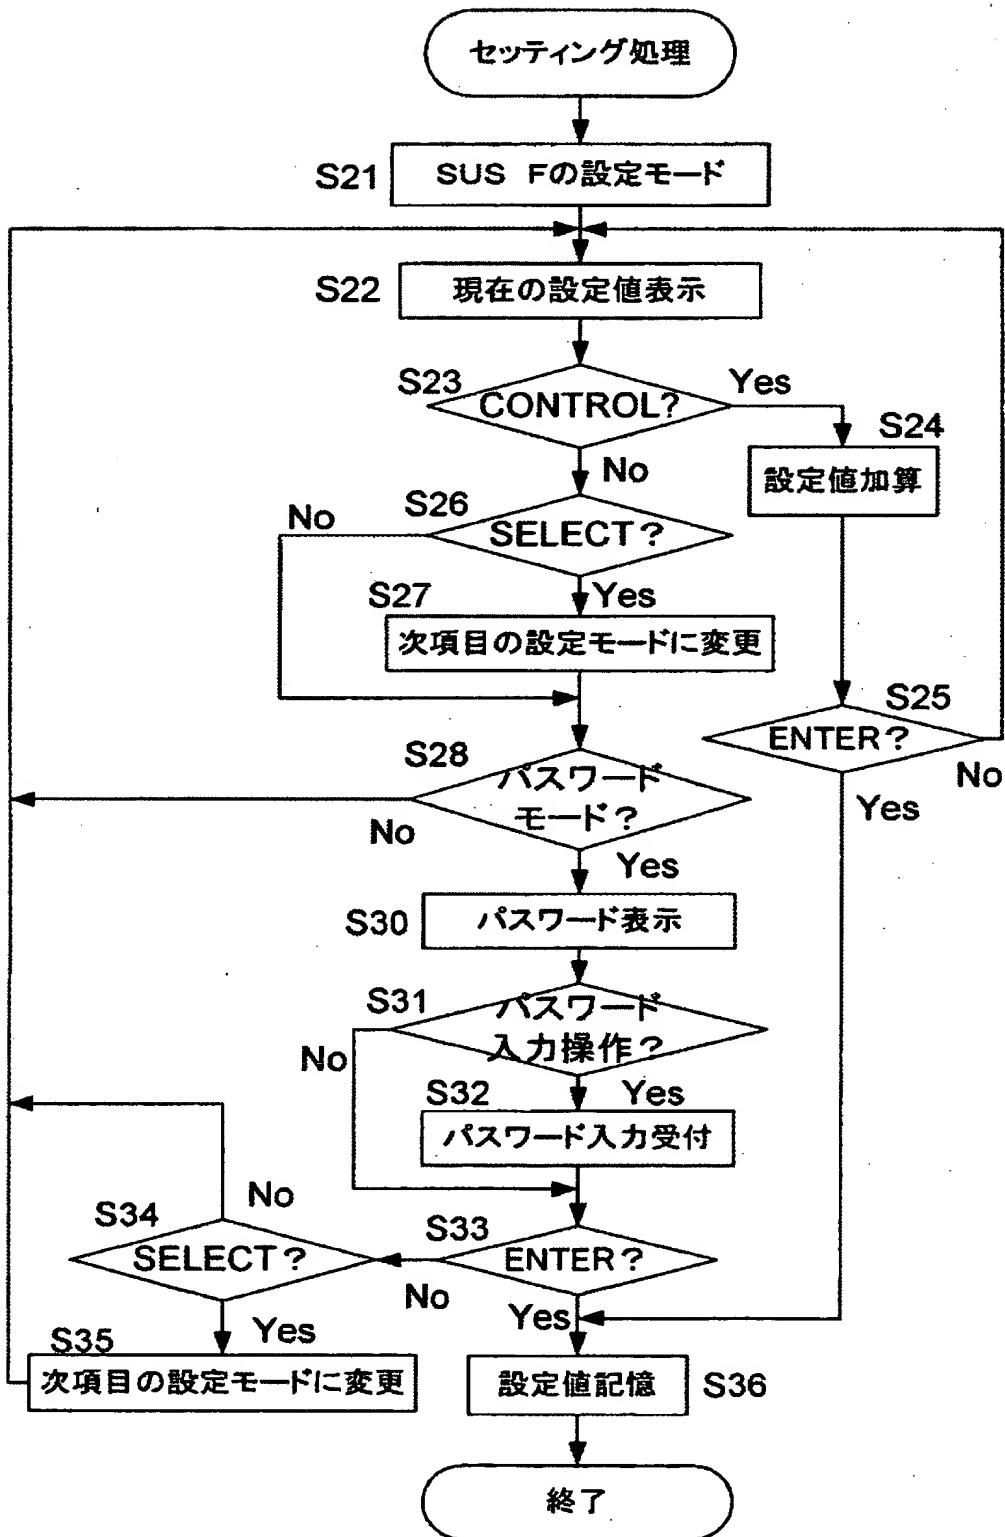 セッティング処理
S21
SUS Fの設定モード
S22
現在の設定値表示
S23
CONTROL?
Yes
S24
設定値加算
No
S26
SELECT?
No
S27
Yes
次項目の設定モードに変更
S25
ENTER?
No
Yes
S28
パスワード
モード?
No
Yes
S30
パスワード表示
S31
パスワード
入力操作?
No
S32
Yes
パスワード入力受付
No
S34
SELECT?
S33
ENTER?
No
Yes
Yes
S35
次項目の設定モードに変更
設定値記憶
S36
終了